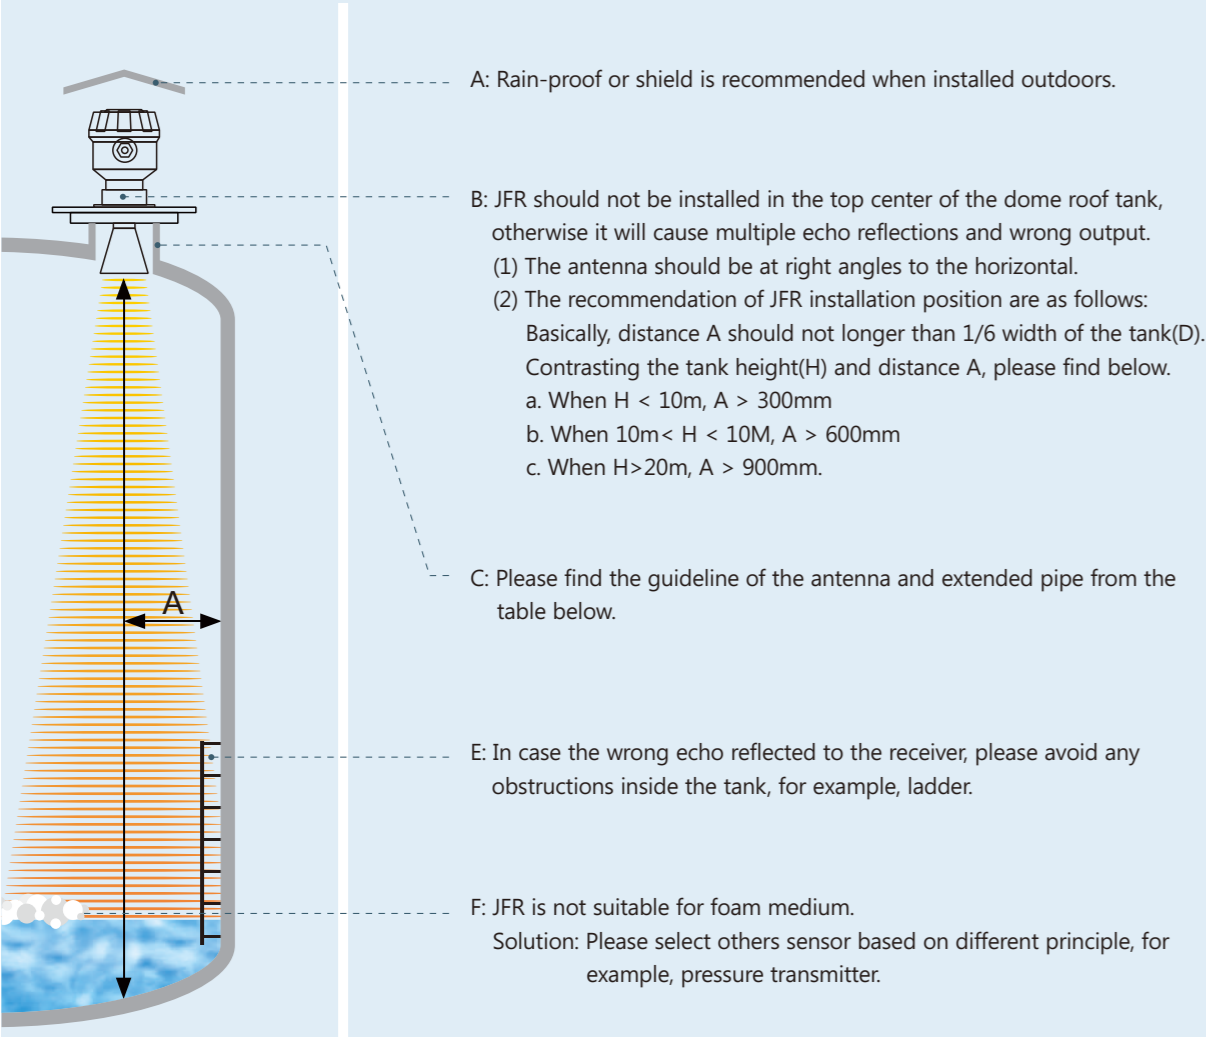 A: Rain-proof or shield is recommended when installed outdoors.
B: JFR should not be installed in the top center of the dome roof tank,
otherwise it will cause multiple echo reflections and wrong output.
(1) The antenna should be at right angles to the horizontal.
(2) The recommendation of JFR installation position are as follows:
Basically, distance A should not longer than 1/6 width of the tank(D).
Contrasting the tank height(H) and distance A, please find below.
a. When H < 10m, A > 300mm
b. When 10m< H < 10M, A > 600mm
c. When H>20m, A > 900mm.
C: Please find the guideline of the antenna and extended pipe from the
table below.
A
E: In case the wrong echo reflected to the receiver, please avoid any
obstructions inside the tank, for example, ladder.
F: JFR is not suitable for foam medium.
Solution: Please select others sensor based on different principle, for
example, pressure transmitter.